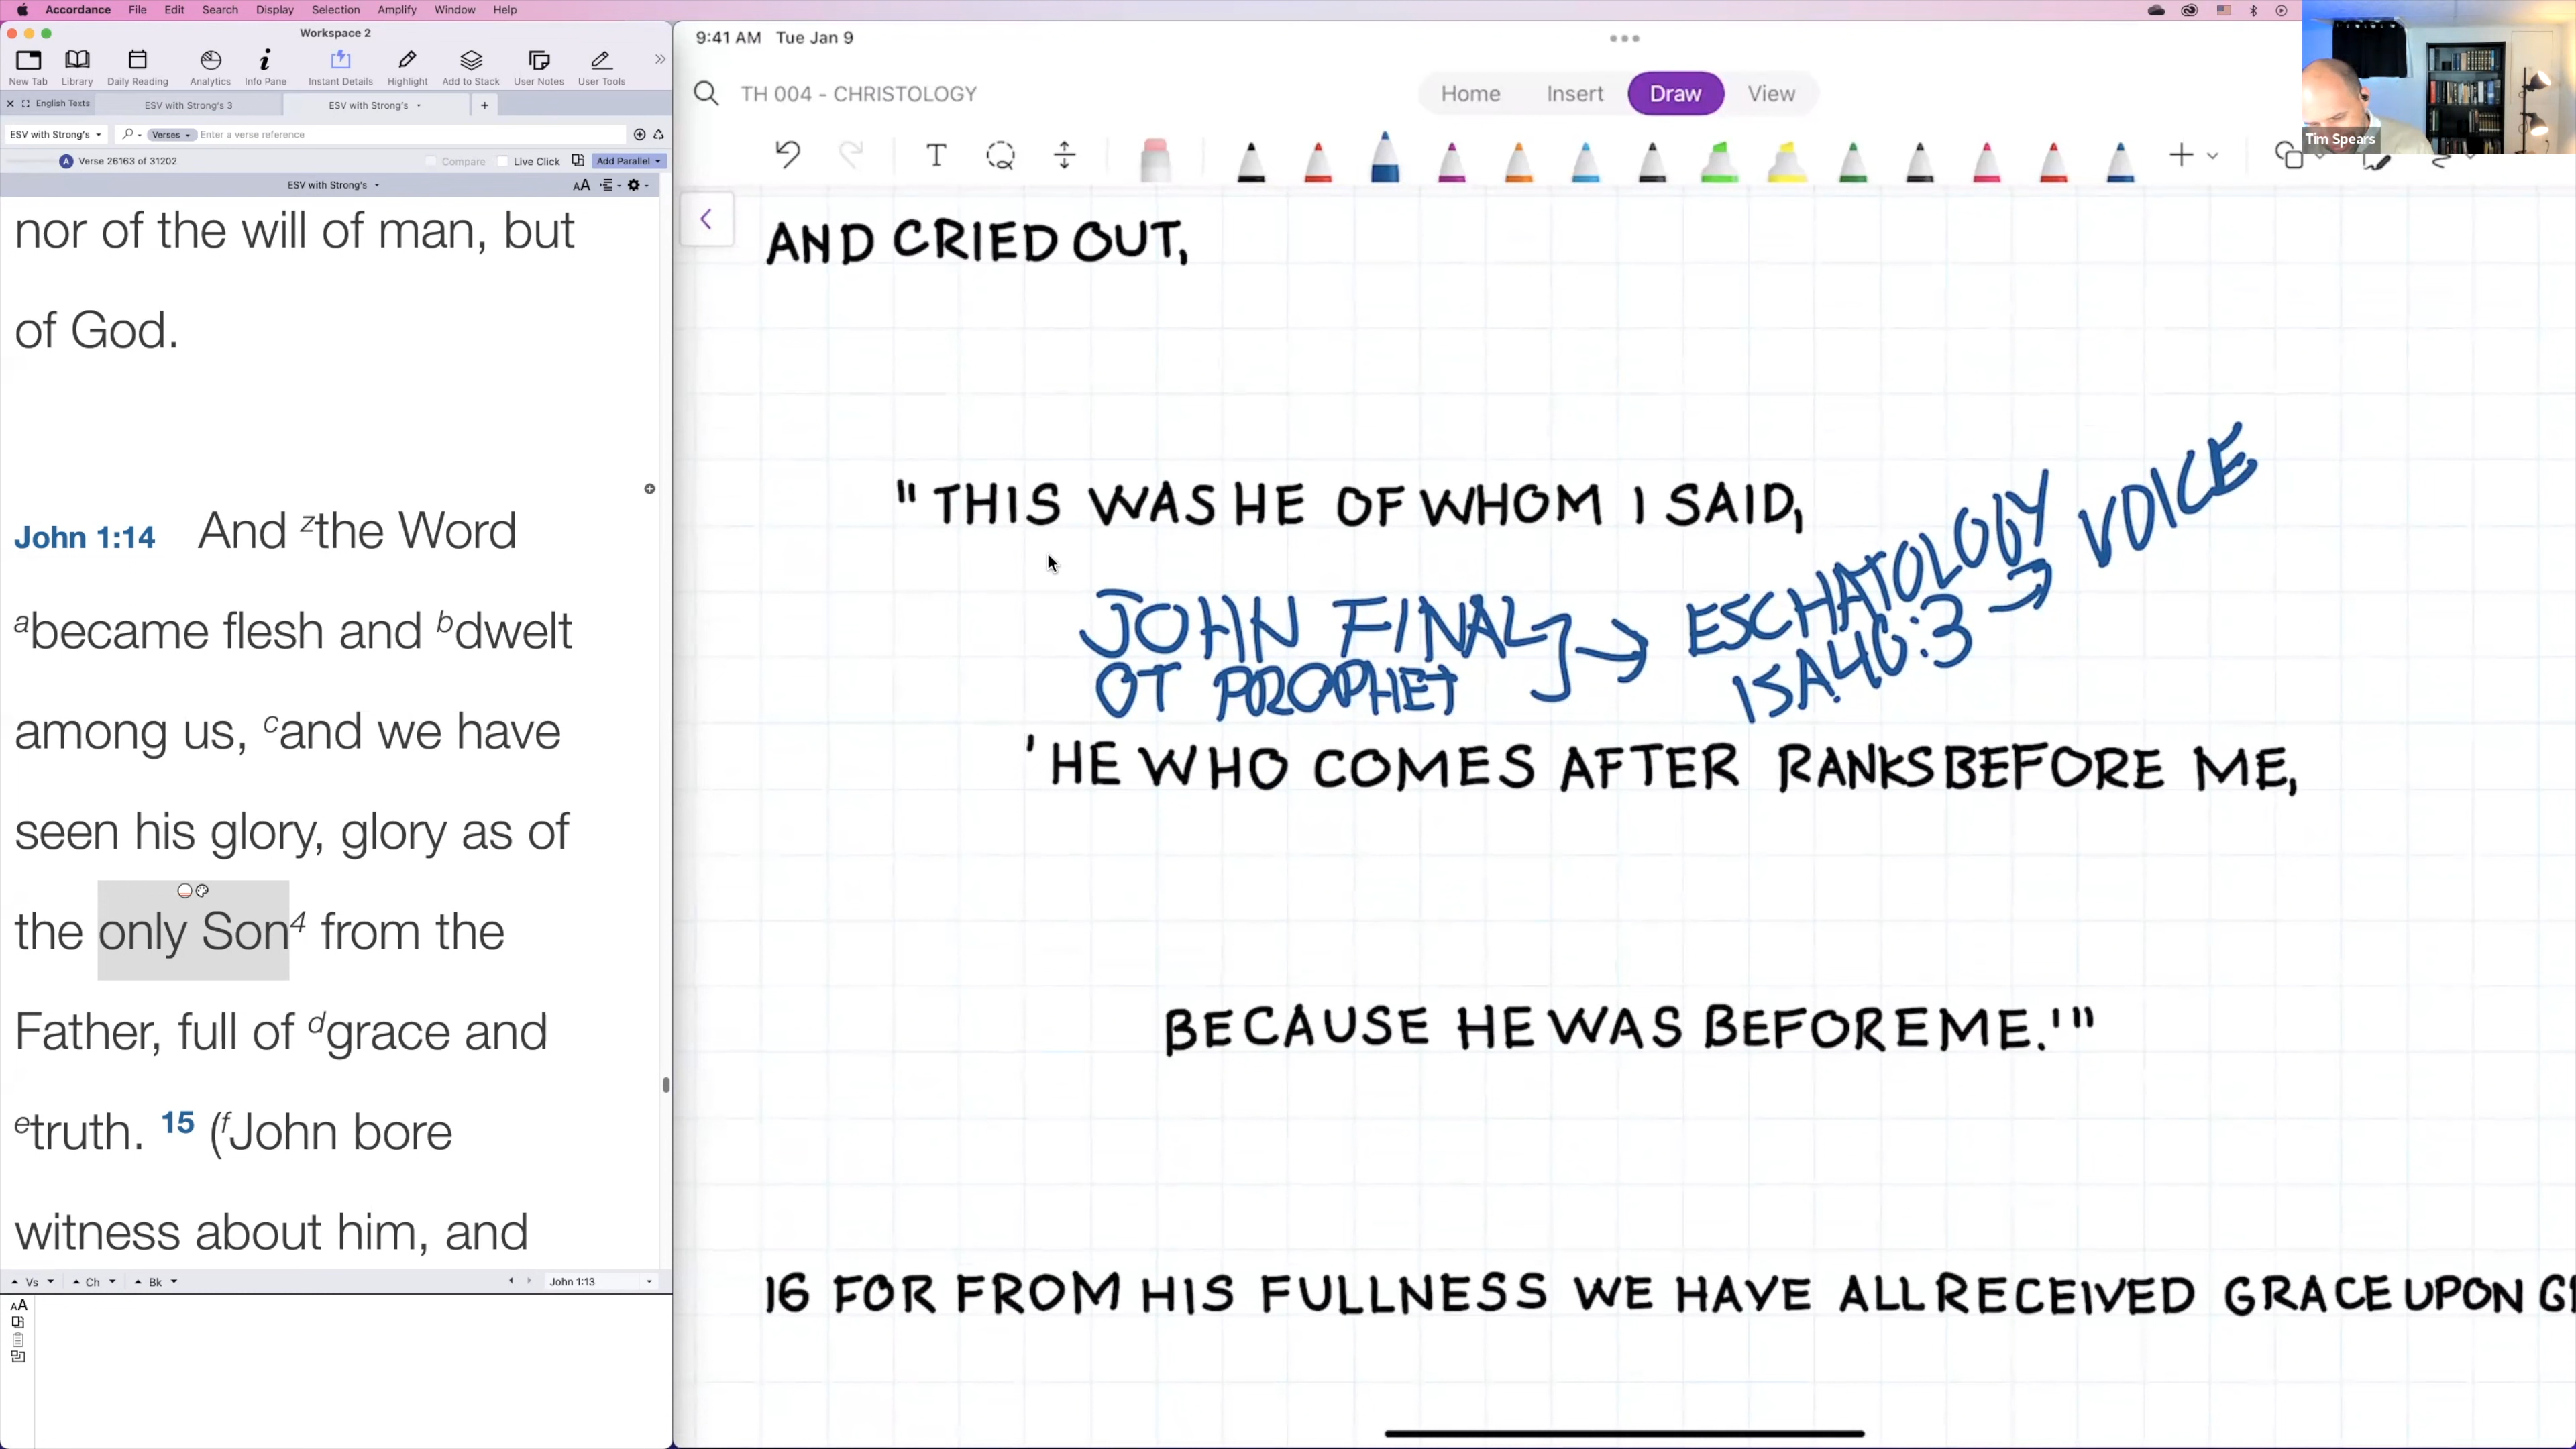 Accordance File Edit Search Display Selection Amplify Window Help
Workspace 2
New Tab Library Daily Reading Analytics Info Pane Instant Details Highlight Add to Stack User Notes User Tools
English Texts ESV with Strong's 3 ESV with Strong's
ESV with Strong's Verses Enter a verse reference
Verse 26163 of 31202 Compare Live Click Add Parallel
ESV with Strong's
nor of the will of man, but
of God.
John 1:14 And zthe Word
abecame flesh and bdwelt
among us, cand we have
seen his glory, glory as of
the only Son4 from the
Father, full of dgrace and
etruth. 15 (fJohn bore
witness about him, and
Vs Ch Bk John 1:13
9:41 AM Tue Jan 9
TH 004 - CHRISTOLOGY
Home Insert Draw View
Tim Spears
AND CRIED OUT,
"THIS WAS HE OF WHOM I SAID,
JOHN FINAL
OT PROPHET
ESCHATOLOGY
ISA. 40:3 → VOICE
'HE WHO COMES AFTER RANKS BEFORE ME,
BECAUSE HE WAS BEFORE ME.'"
16 FOR FROM HIS FULLNESS WE HAVE ALL RECEIVED GRACE UPON